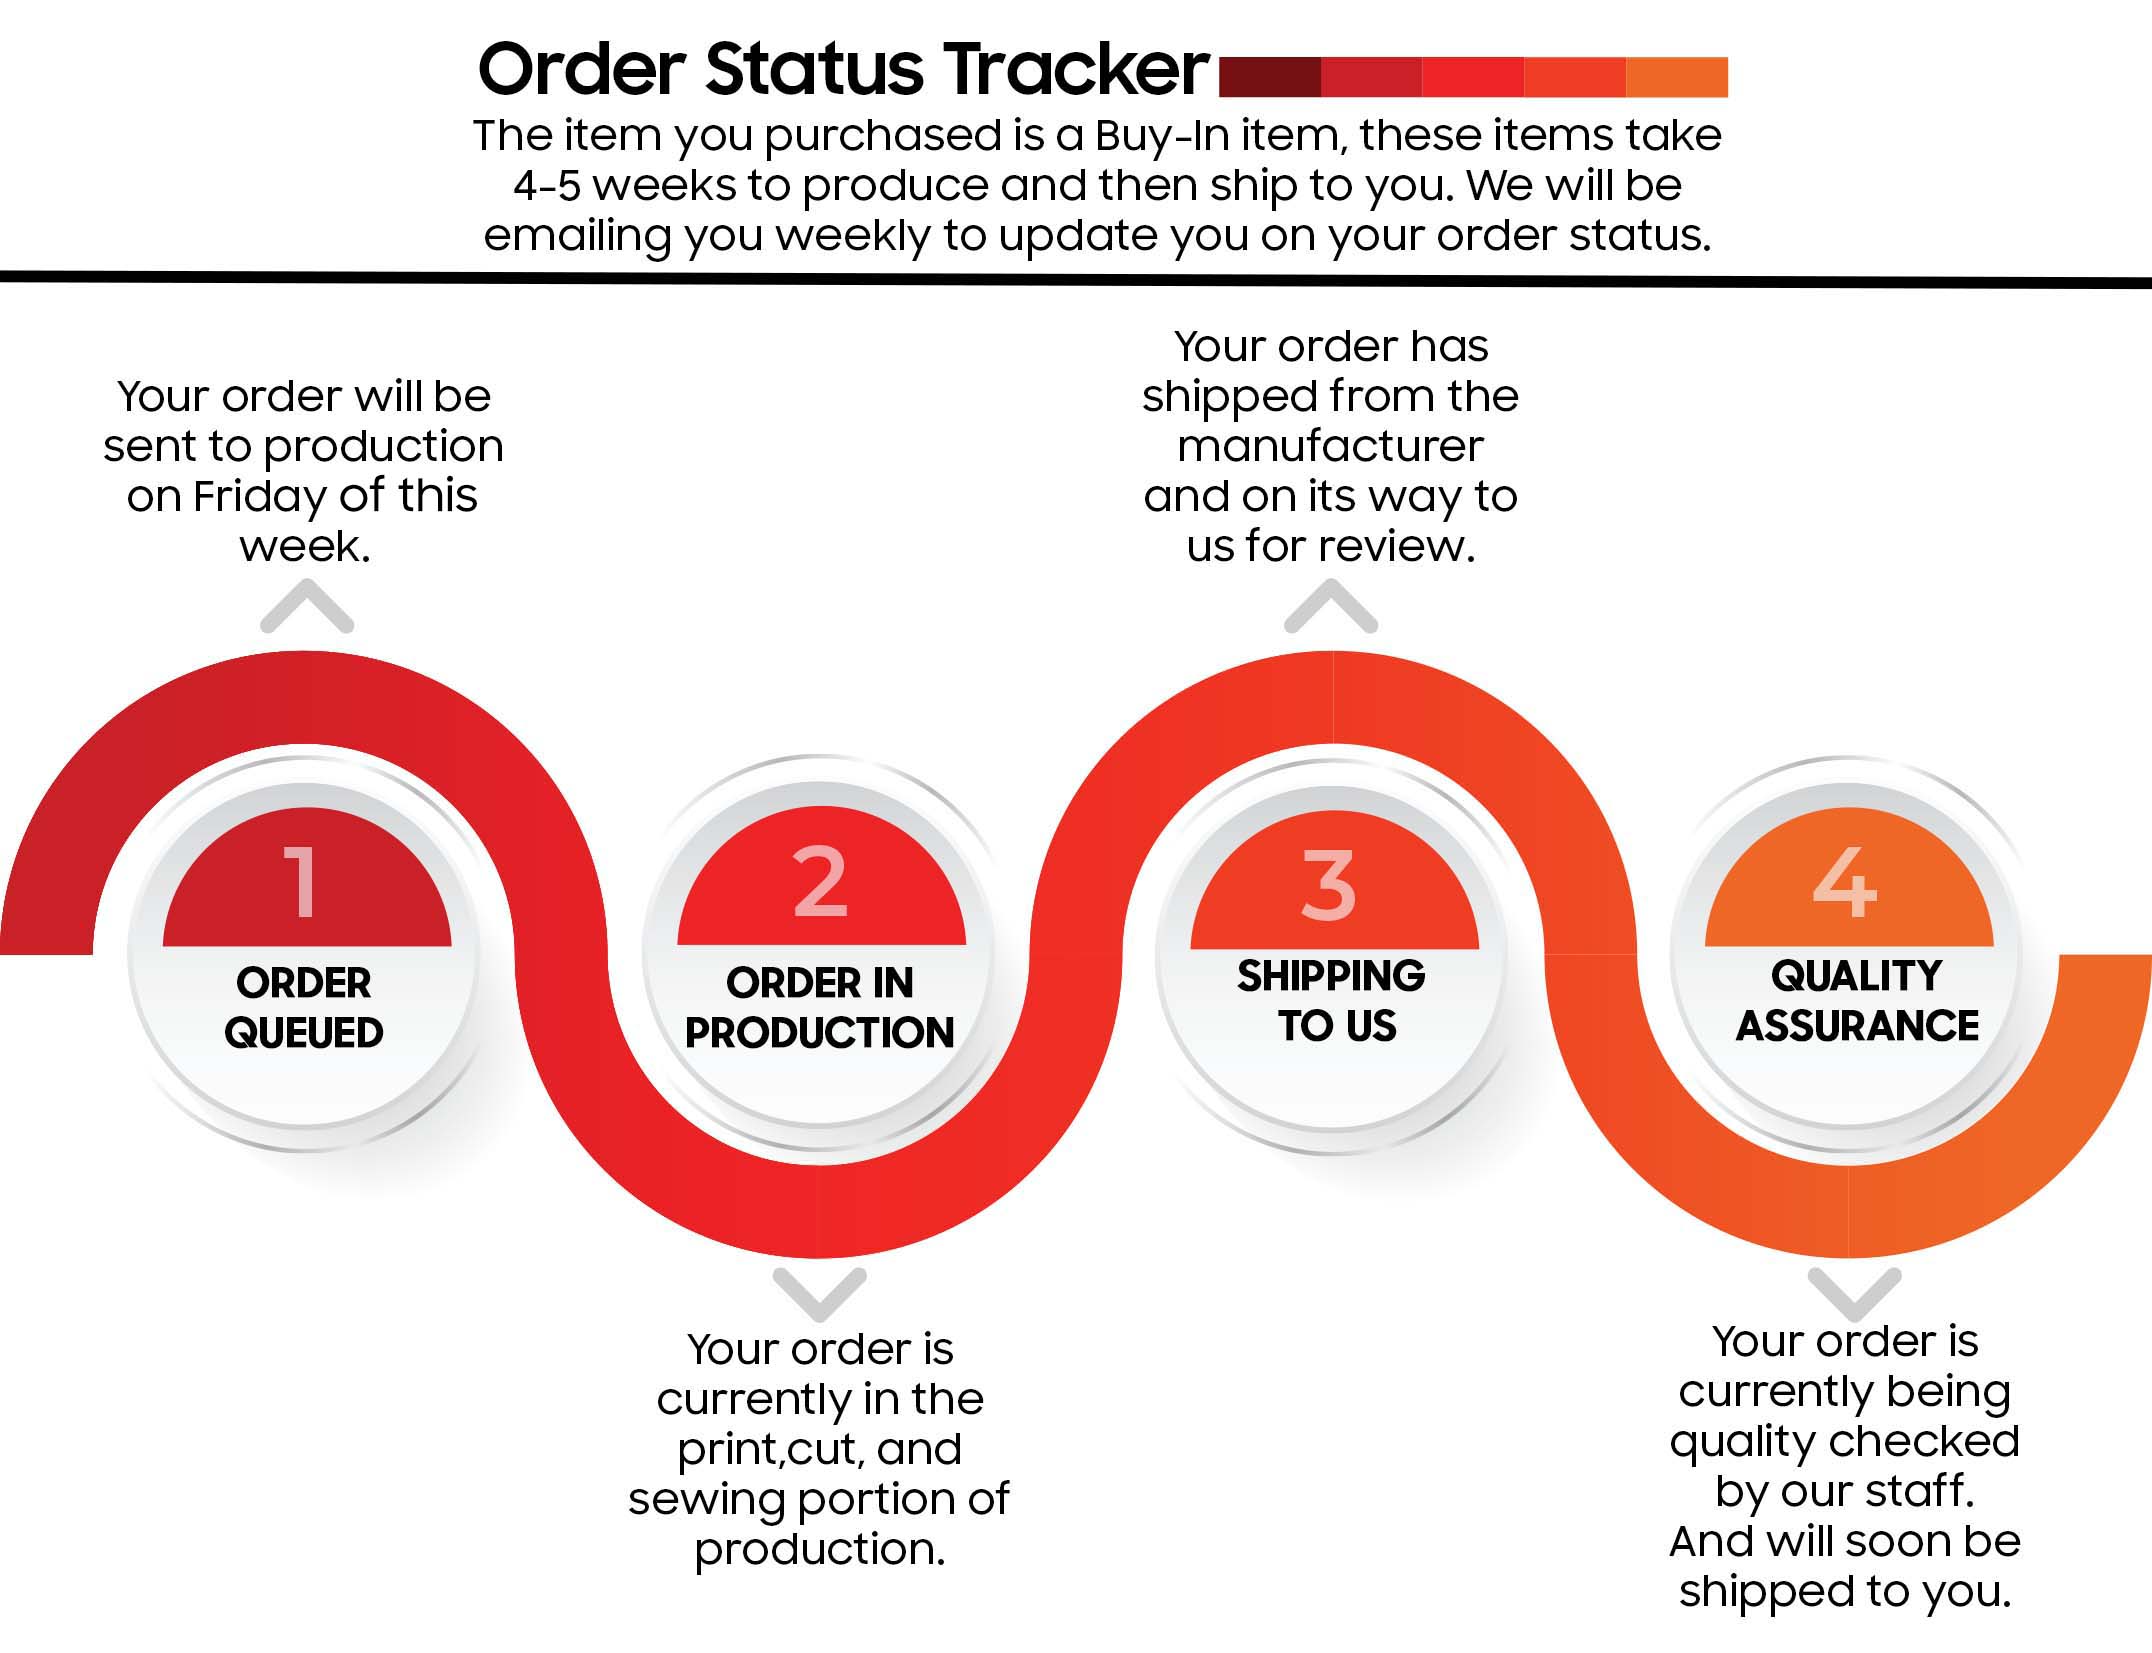 Order Status Tracker
The item you purchased is a Buy-In item, these items take
4-5 weeks to produce and then ship to you. We will be
emailing you weekly to update you on your order status.
Your order will be
sent to production
on Friday of this
week.
Your order has
shipped from the
manufacturer
and on its way to
us for review.
1
ORDER
QUEUED
2
ORDER IN
PRODUCTION
3
SHIPPING
TO US
4
QUALITY
ASSURANCE
Your order is
currently in the
print,cut, and
sewing portion of
production.
Your order is
currently being
quality checked
by our staff.
And will soon be
shipped to you.